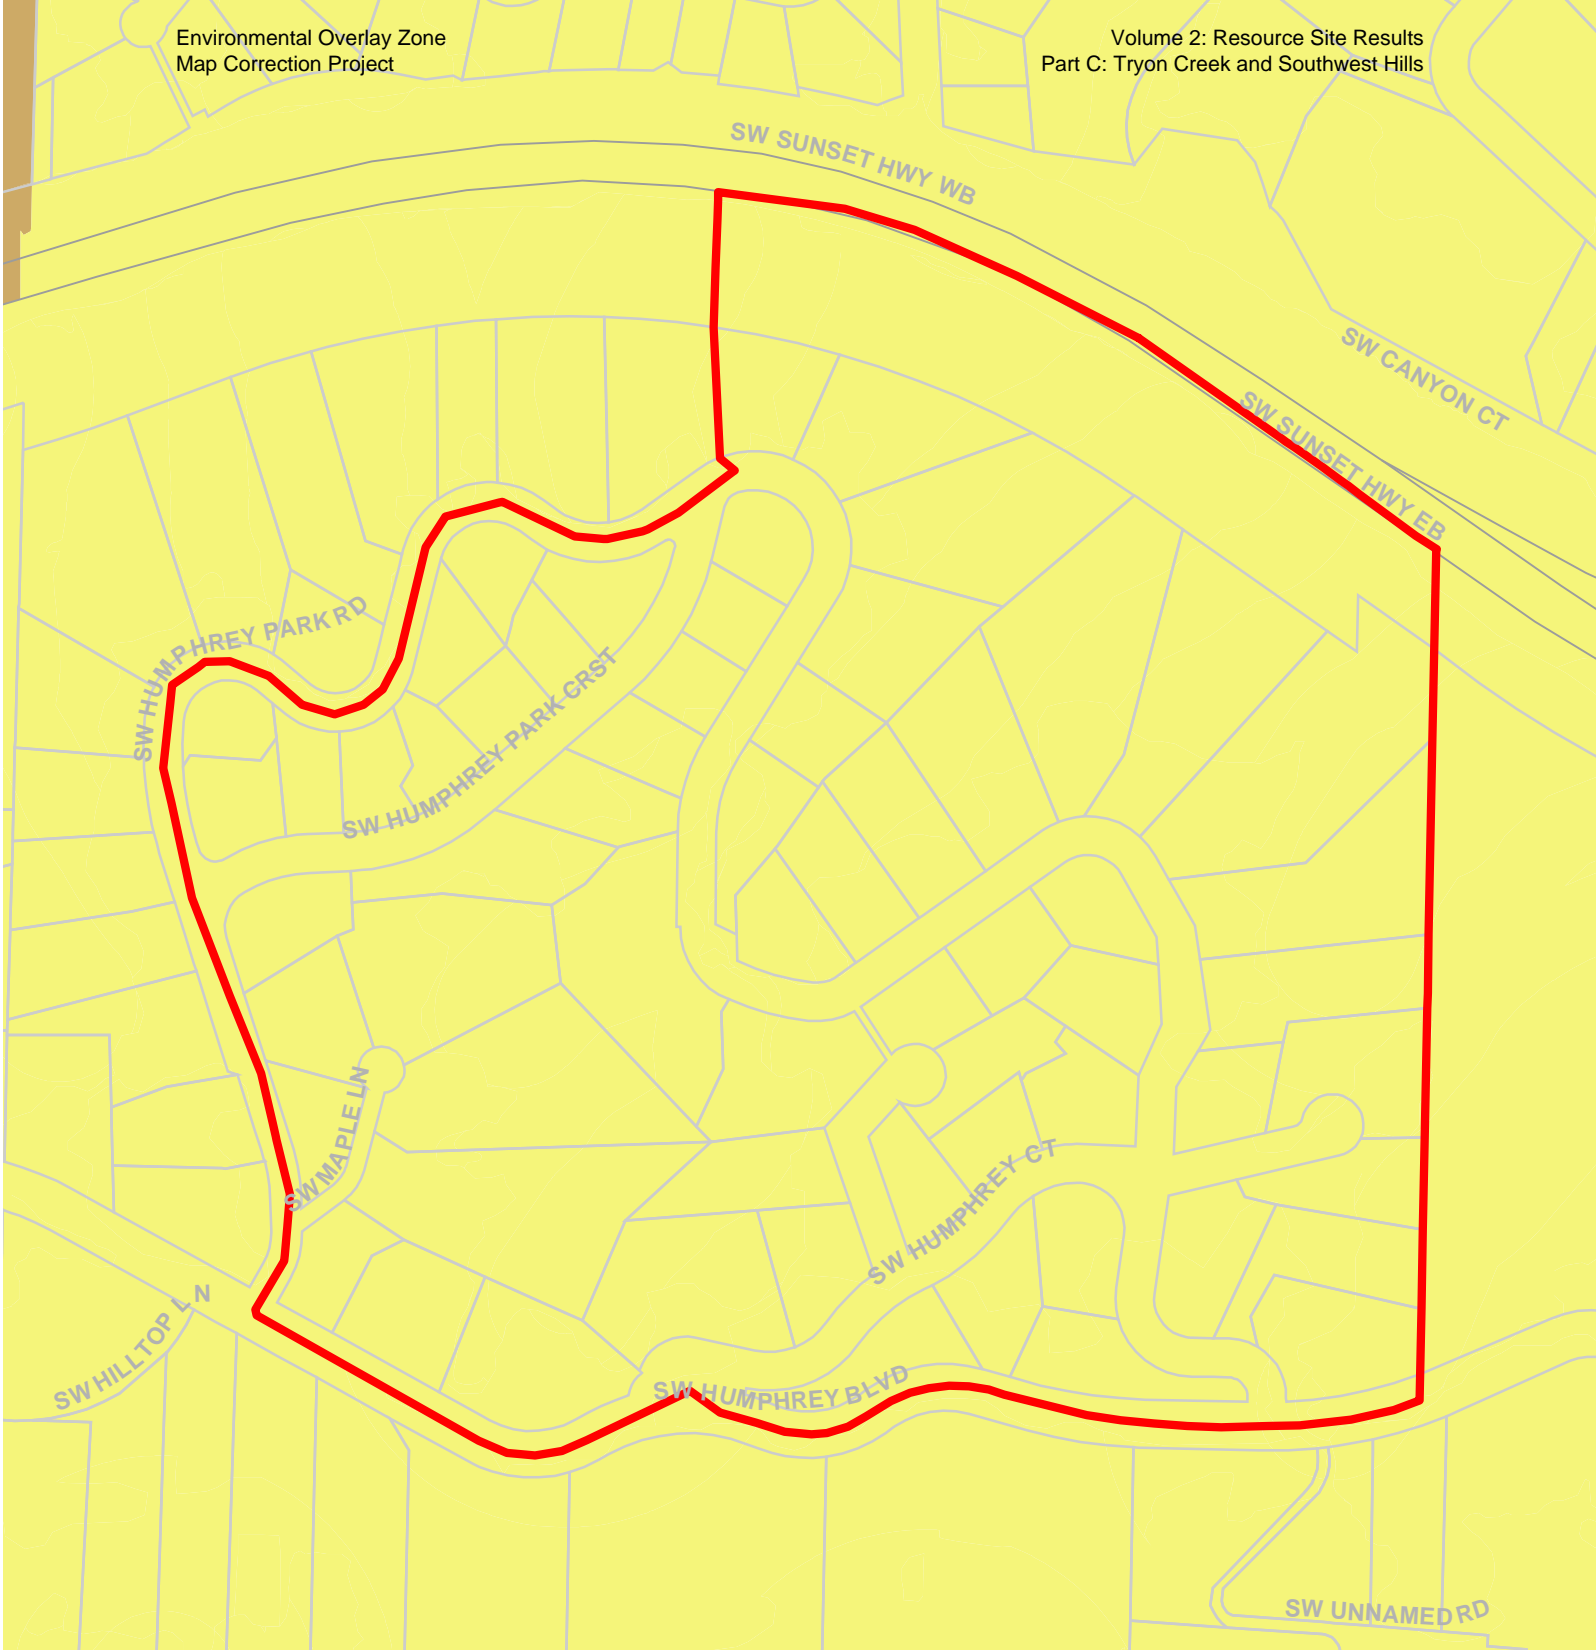 Environmental Overlay Zone
Map Correction Project
Volume 2: Resource Site Results
Part C: Tryon Creek and Southwest Hills
SW SUNSET HWY WB
SW CANYON CT
SW SUNSET HWY EB
SW HUMPHREY PARK RD
SW HUMPHREY PARK CRST
SW MAPLE LN
SW HUMPHREY CT
SW HILLTOP LN
SW HUMPHREY BLVD
SW UNNAMED RD